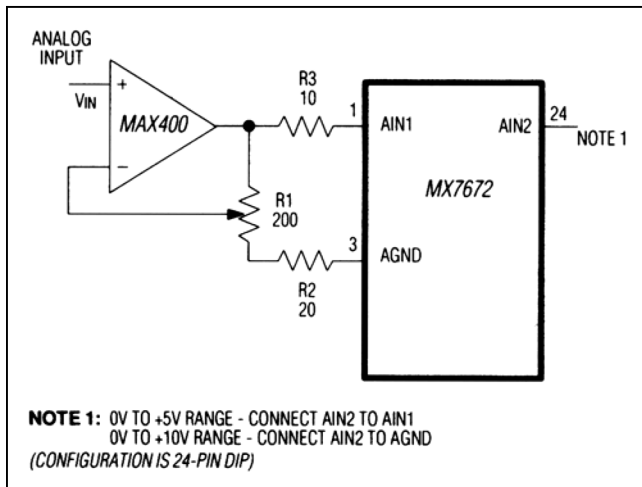 ANALOG
INPUT
VIN
+
−
MAX400
R3
10
1
AIN1
AIN2
24
NOTE 1
MX7672
R1
200
3
AGND
R2
20
NOTE 1: 0V TO +5V RANGE - CONNECT AIN2 TO AIN1
0V TO +10V RANGE - CONNECT AIN2 TO AGND
(CONFIGURATION IS 24-PIN DIP)